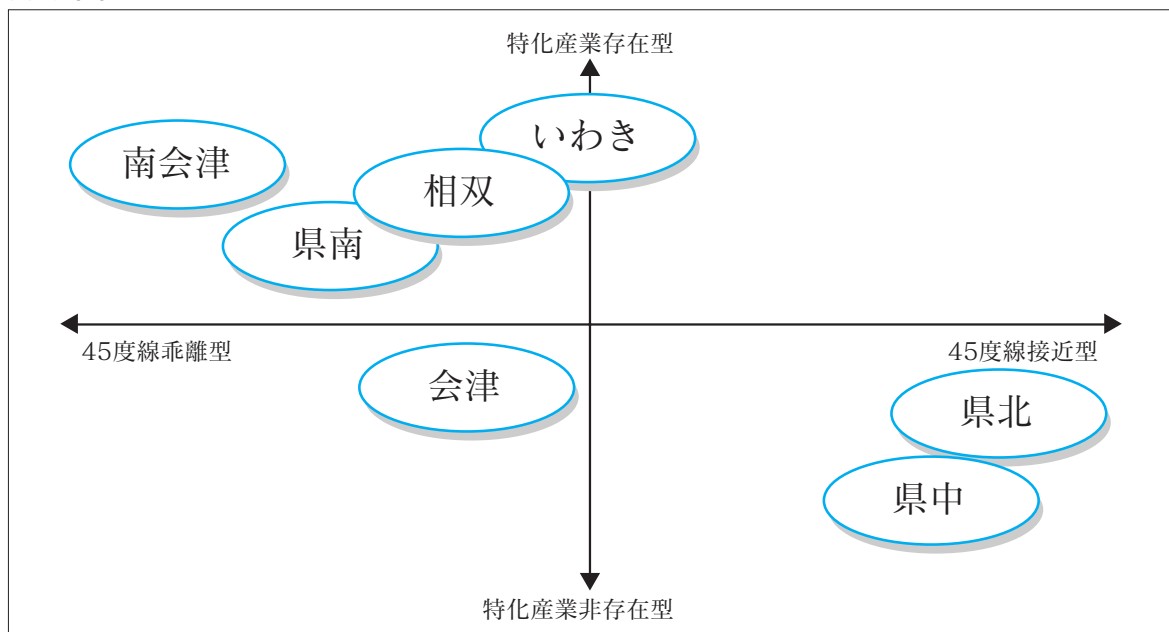 特化産業存在型
いわき
南会津
相双
県南
45度線乖離型
45度線接近型
会津
県北
県中
特化産業非存在型